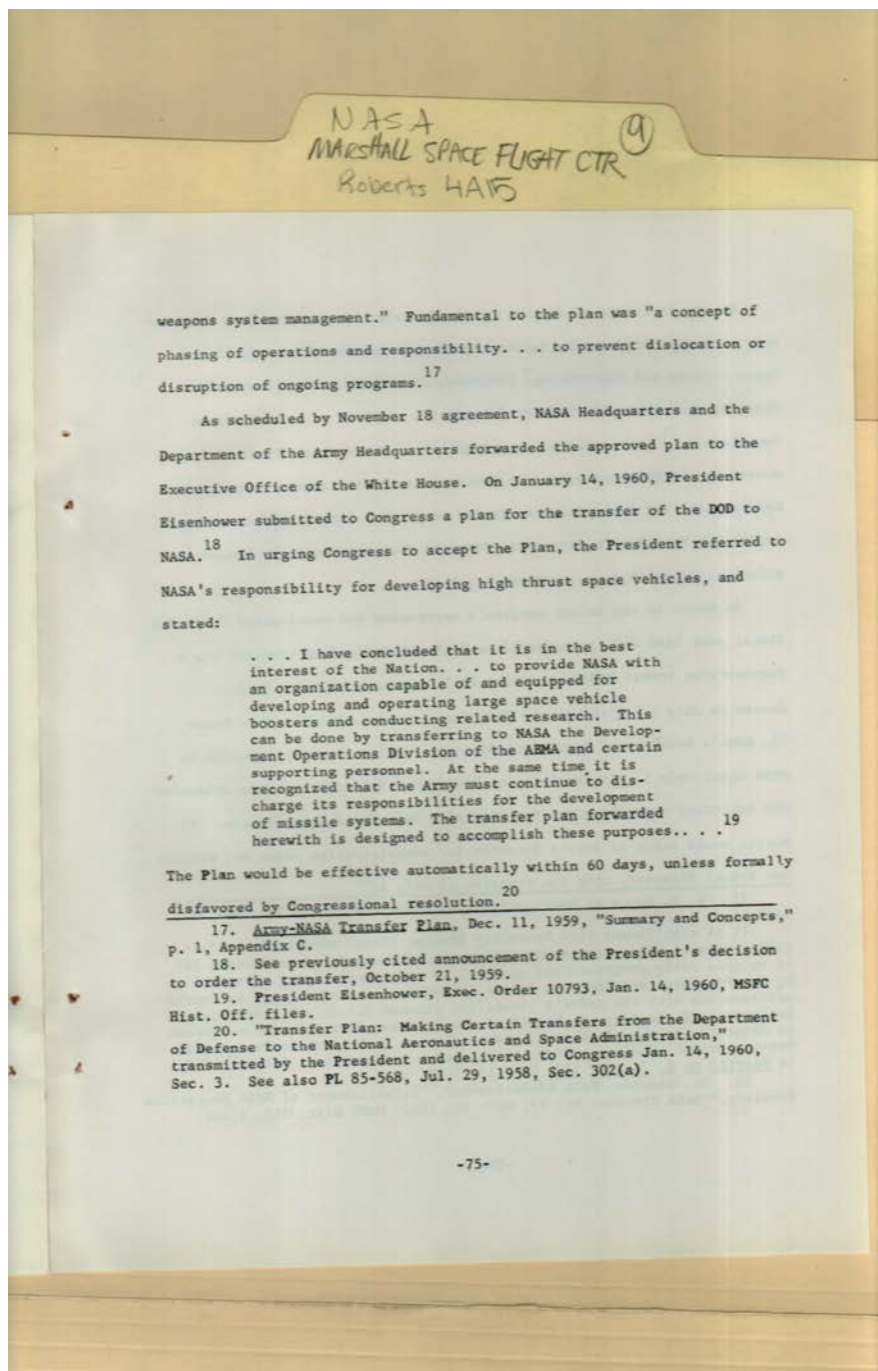 NASA
MARSHALL SPACE FLIGHT CTR
9
Roberts 4A15
weapons system management." Fundamental to the plan was "a concept of
phasing of operations and responsibility. . . to prevent dislocation or
disruption of ongoing programs.17
As scheduled by November 18 agreement, NASA Headquarters and the
Department of the Army Headquarters forwarded the approved plan to the
Executive Office of the White House. On January 14, 1960, President
Eisenhower submitted to Congress a plan for the transfer of the DOD to
NASA.18 In urging Congress to accept the Plan, the President referred to
NASA's responsibility for developing high thrust space vehicles, and
stated:
. . . I have concluded that it is in the best
interest of the Nation. . . to provide NASA with
an organization capable of and equipped for
developing and operating large space vehicle
boosters and conducting related research. This
can be done by transferring to NASA the Develop-
ment Operations Division of the ABMA and certain
supporting personnel. At the same time it is
recognized that the Army must continue to dis-
charge its responsibilities for the development
of missile systems. The transfer plan forwarded
herewith is designed to accomplish these purposes.. . .19
The Plan would be effective automatically within 60 days, unless formally
disfavored by Congressional resolution.20
17. Army-NASA Transfer Plan, Dec. 11, 1959, "Summary and Concepts,"
p. 1, Appendix C.
18. See previously cited announcement of the President's decision
to order the transfer, October 21, 1959.
19. President Eisenhower, Exec. Order 10793, Jan. 14, 1960, MSFC
Hist. Off. files.
20. "Transfer Plan: Making Certain Transfers from the Department
of Defense to the National Aeronautics and Space Administration,"
transmitted by the President and delivered to Congress Jan. 14, 1960,
Sec. 3. See also PL 85-568, Jul. 29, 1958, Sec. 302(a).
-75-